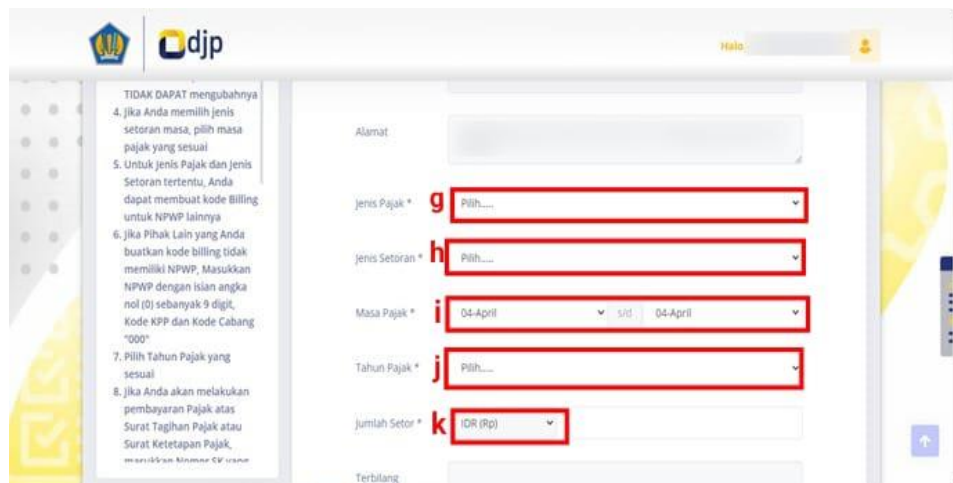 djp
Halo
TIDAK DAPAT mengubahnya
4. Jika Anda memilih jenis
setoran masa, pilih masa
pajak yang sesuai
5. Untuk Jenis Pajak dan Jenis
Setoran tertentu, Anda
dapat membuat kode Billing
untuk NPWP lainnya
6. Jika Pihak Lain yang Anda
buatkan kode billing tidak
memiliki NPWP, Masukkan
NPWP dengan isian angka
nol (0) sebanyak 9 digit,
Kode KPP dan Kode Cabang
"000"
7. Pilih Tahun Pajak yang
sesuai
8. Jika Anda akan melakukan
pembayaran Pajak atas
Surat Tagihan Pajak atau
Surat Ketetapan Pajak,
masukkan Nomor SK yang
Alamat
Jenis Pajak * g Pilih.....
Jenis Setoran * h Pilih.....
Masa Pajak * i 04-April s/d 04-April
Tahun Pajak * j Pilih.....
Jumlah Setor * k IDR (Rp)
Terbilang